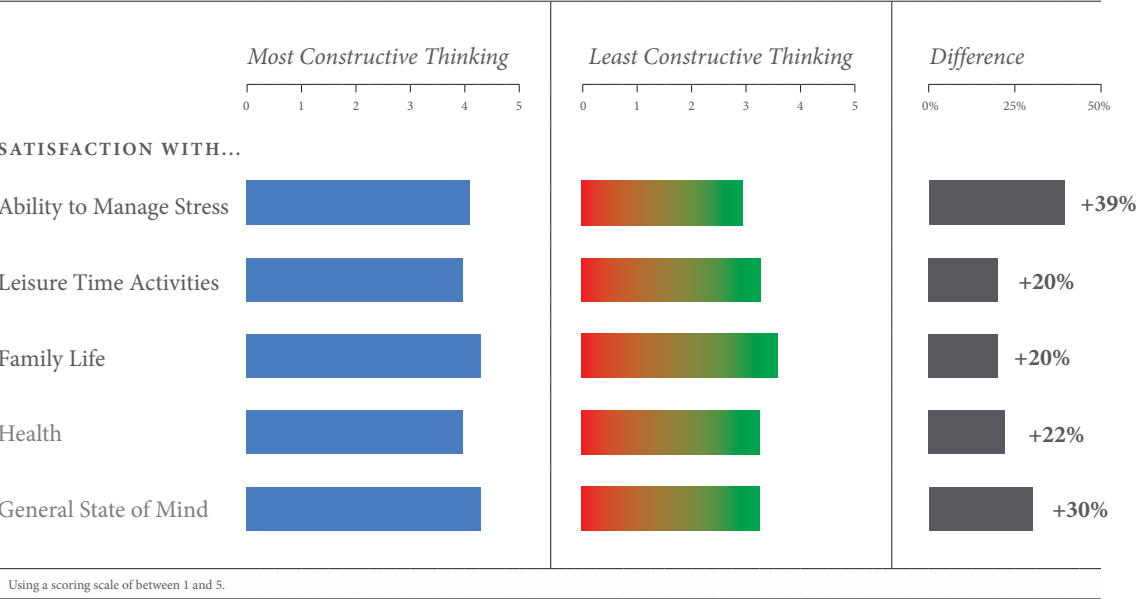 Most Constructive Thinking Least Constructive Thinking Difference
0 1 2 3 4 5 0 1 2 3 4 5 0% 25% 50%
SATISFACTION WITH...
Ability to Manage Stress +39%
Leisure Time Activities +20%
Family Life +20%
Health +22%
General State of Mind +30%
Using a scoring scale of between 1 and 5.